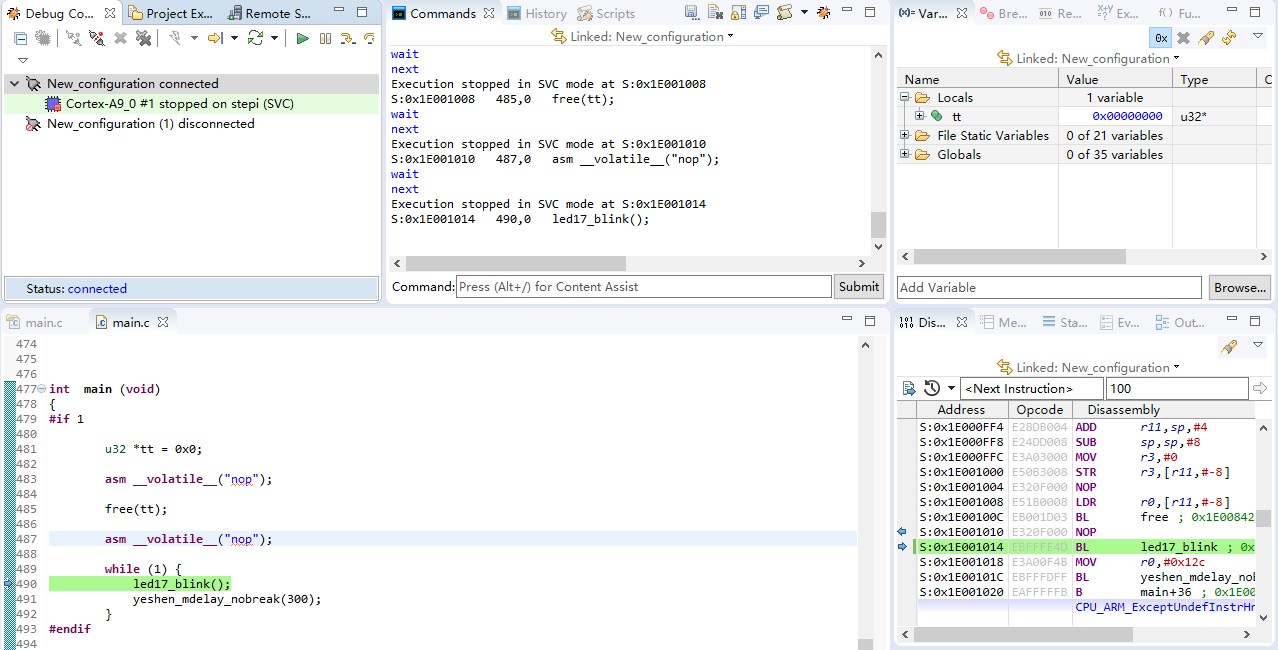 Debug Co... Project Ex... Remote S...
New_configuration connected
Cortex-A9_0 #1 stopped on stepi (SVC)
New_configuration (1) disconnected
Status: connected
Commands History Scripts
Linked: New_configuration
wait
next
Execution stopped in SVC mode at S:0x1E001008
S:0x1E001008   485,0   free(tt);
wait
next
Execution stopped in SVC mode at S:0x1E001010
S:0x1E001010   487,0   asm __volatile__("nop");
wait
next
Execution stopped in SVC mode at S:0x1E001014
S:0x1E001014   490,0   led17_blink();
Command: Press (Alt+/) for Content Assist Submit
(x)= Var... Bre... Re... Ex... Fu...
0x
Linked: New_configuration
Name Value Type C
Locals 1 variable
tt 0x00000000 u32*
File Static Variables 0 of 21 variables
Globals 0 of 35 variables
Add Variable Browse...
main.c main.c
474
475
476
477 int  main (void)
478 {
479 #if 1
480
481 u32 *tt = 0x0;
482
483 asm __volatile__("nop");
484
485 free(tt);
486
487 asm __volatile__("nop");
488
489 while (1) {
490 led17_blink();
491 yeshen_mdelay_nobreak(300);
492 }
493 #endif
494
Dis... Me... Sta... Ev... Out...
Linked: New_configuration
<Next Instruction> 100
Address Opcode Disassembly
S:0x1E000FF4 E28DB004 ADD r11,sp,#4
S:0x1E000FF8 E24DD008 SUB sp,sp,#8
S:0x1E000FFC E3A03000 MOV r3,#0
S:0x1E001000 E50B3008 STR r3,[r11,#-8]
S:0x1E001004 E320F000 NOP
S:0x1E001008 E51B0008 LDR r0,[r11,#-8]
S:0x1E00100C EB001D03 BL free ; 0x1E00842
S:0x1E001010 E320F000 NOP
S:0x1E001014 EBFFFE4D BL led17_blink ; 0x
S:0x1E001018 E3A00F4B MOV r0,#0x12c
S:0x1E00101C EBFFFDFF BL yeshen_mdelay_nob
S:0x1E001020 EAFFFFFB B main+36 ; 0x1E00
CPU_ARM_ExceptUndefInstrHn